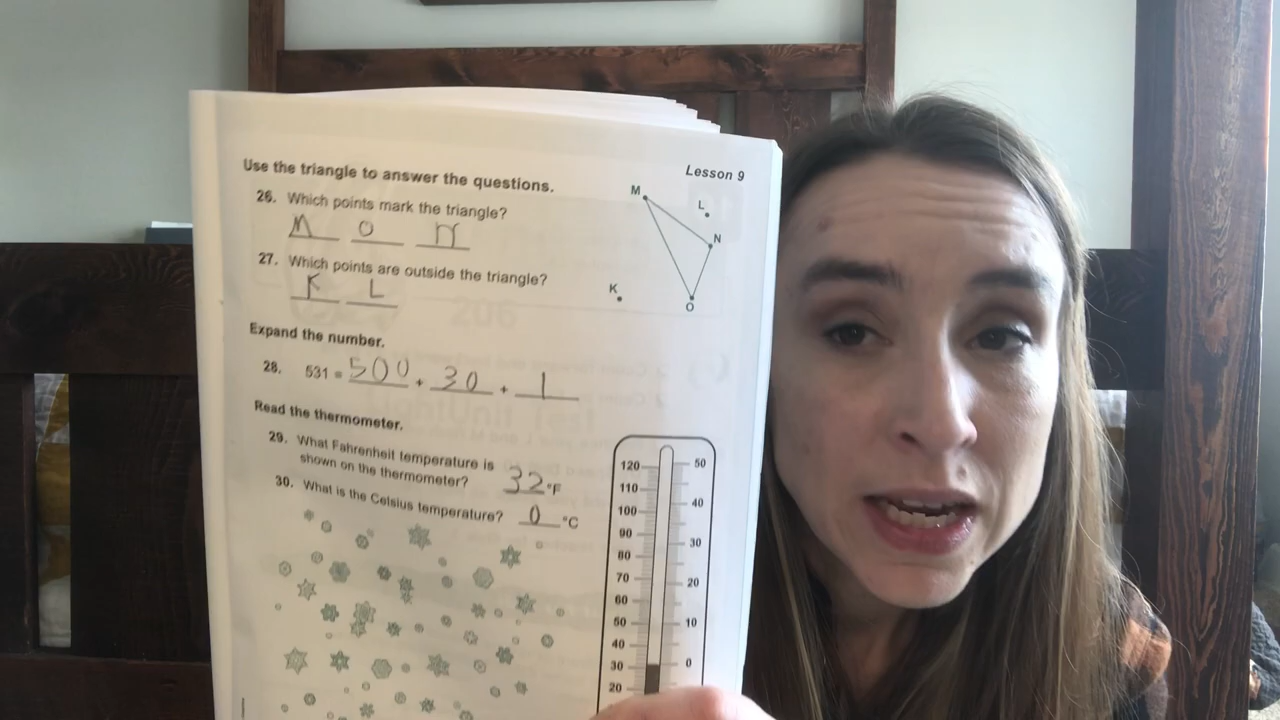 Lesson 9
Use the triangle to answer the questions.
26. Which points mark the triangle?
M O n
27. Which points are outside the triangle?
K L
M
L
N
K
O
Expand the number.
28. 531 = 500 + 30 + 1
Read the thermometer.
29. What Fahrenheit temperature is
shown on the thermometer? 32 °F
30. What is the Celsius temperature? 0 °C
120 50
110
100 40
90
80 30
70 20
60
50 10
40
30 0
20
206
LightUnit Test